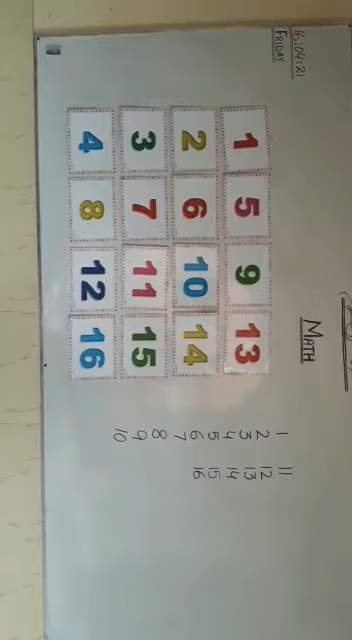 16:04:21
FRIDAY
MATH
1 2 3 4
5 6 7 8
9 10 11 12
13 14 15 16
1 11
2 12
3 13
4 14
5 15
6 16
7
8
9
10